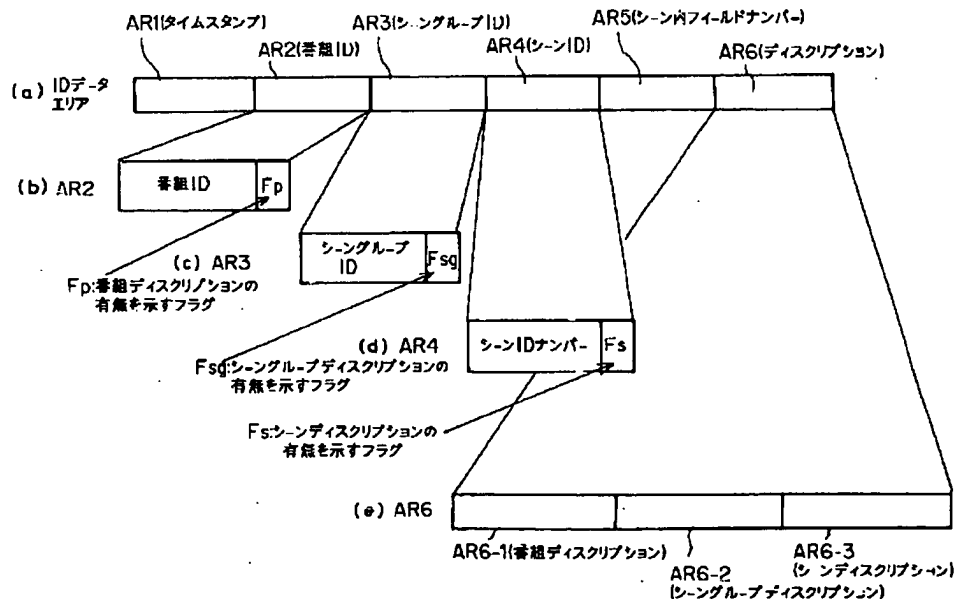 AR1(タイムスタンプ)
AR2(番組ID)
AR3(シーングループID)
AR4(シーンID)
AR5(シーン内フィールドナンバー)
AR6(ディスクリプション)
(a) IDデータ
エリア
(b) AR2
番組ID
Fp
Fp:番組ディスクリプションの
有無を示すフラグ
(c) AR3
シーングループ
ID
Fsg
Fsg:シーングループディスクリプションの
有無を示すフラグ
(d) AR4
シーンIDナンバー
Fs
Fs:シーンディスクリプションの
有無を示すフラグ
(e) AR6
AR6-1(番組ディスクリプション)
AR6-2
(シーングループディスクリプション)
AR6-3
(シーンディスクリプション)